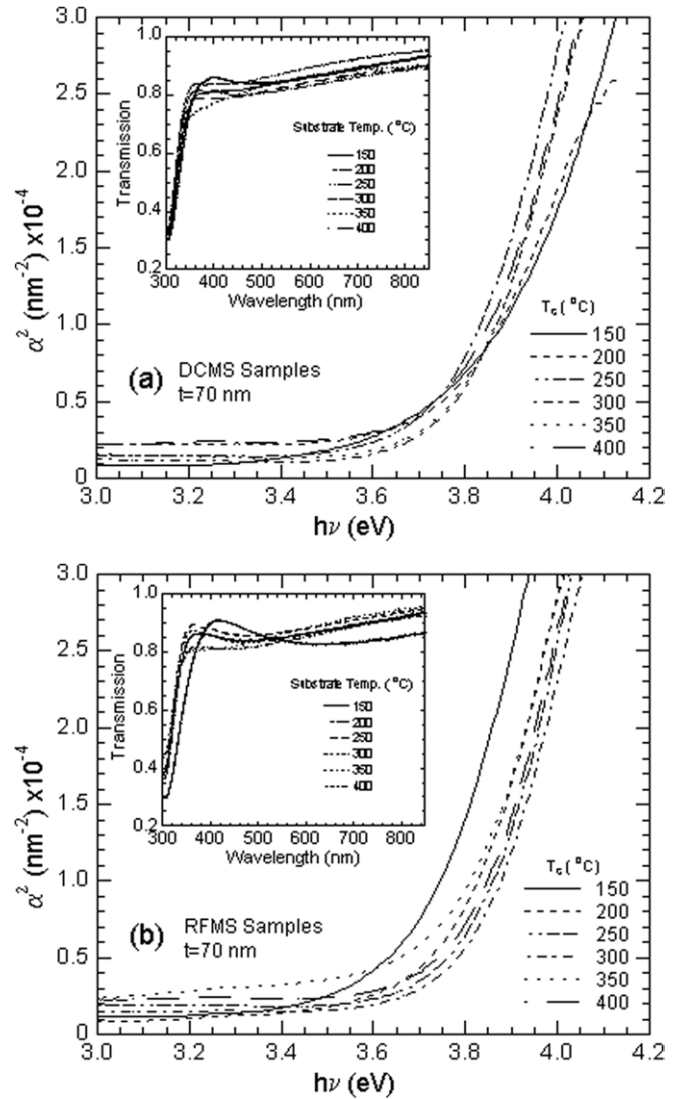 3.0
2.5
2.0
1.5
1.0
0.5
0
α² (nm⁻²) x10⁻⁴
1.0
0.8
0.6
0.4
0.2
Transmission
300 400 500 600 700 800
Wavelength (nm)
Substrate Temp. (°C)
150
200
250
300
350
400
(a) DCMS Samples
t=70 nm
T_s (°C)
150
200
250
300
350
400
3.0 3.2 3.4 3.6 3.8 4.0 4.2
hν (eV)
3.0
2.5
2.0
1.5
1.0
0.5
0
α² (nm⁻²) x10⁻⁴
1.0
0.8
0.6
0.4
0.2
Transmission
300 400 500 600 700 800
Wavelength (nm)
Substrate Temp. (°C)
150
200
250
300
350
400
(b) RFMS Samples
t=70 nm
T_s (°C)
150
200
250
300
350
400
3.0 3.2 3.4 3.6 3.8 4.0 4.2
hν (eV)